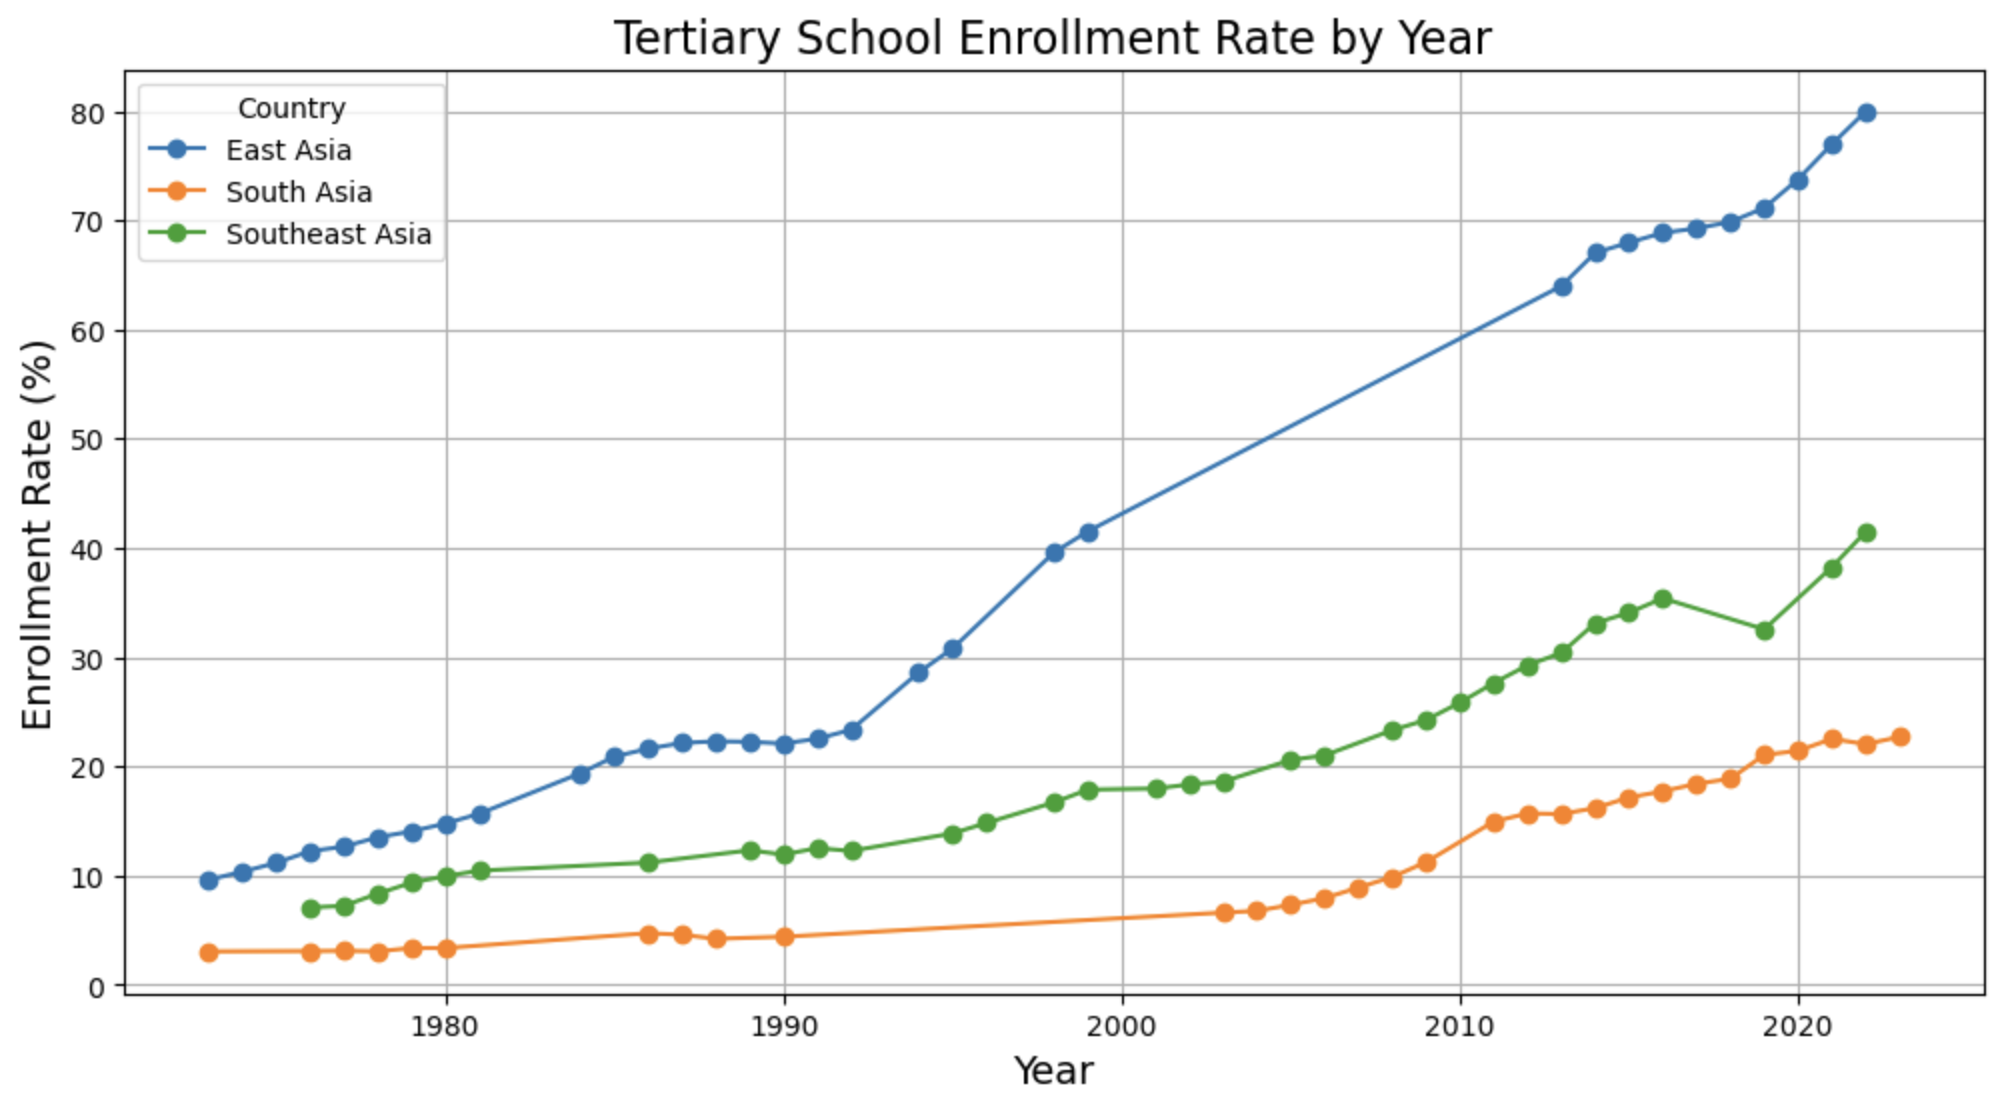 Tertiary School Enrollment Rate by Year
Country
East Asia
South Asia
Southeast Asia
Enrollment Rate (%)
80
70
60
50
40
30
20
10
0
1980 1990 2000 2010 2020
Year